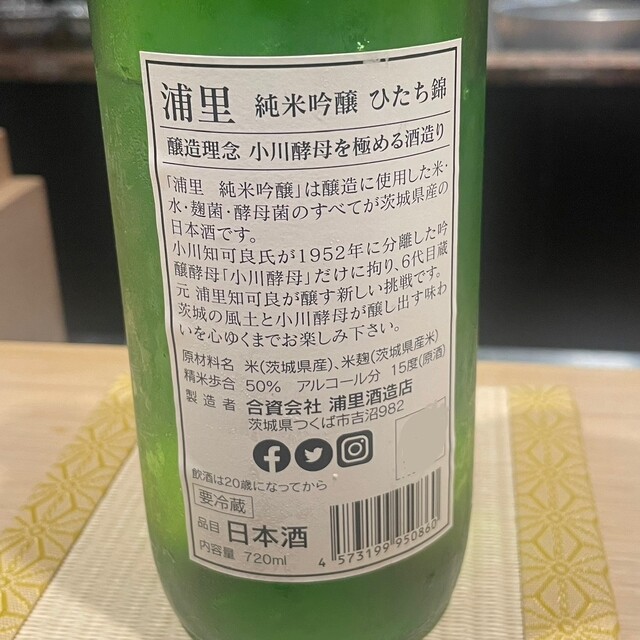 浦里 純米吟醸 ひたち錦
醸造理念 小川酵母を極める酒造り
「浦里 純米吟醸」は醸造に使用した米・
水・麹菌・酵母菌のすべてが茨城県産の
日本酒です。
小川知可良氏が1952年に分離した吟
醸酵母「小川酵母」だけに拘り、6代目蔵
元 浦里知可良が醸す新しい挑戦です。
茨城の風土と小川酵母が醸し出す味わ
いを心ゆくまでお楽しみ下さい。
原材料名 米(茨城県産)、米麹(茨城県産米)
精米歩合 50% アルコール分 15度(原酒)
製造者 合資会社 浦里酒造店
茨城県つくば市吉沼982
飲酒は20歳になってから
要冷蔵
品目 日本酒
内容量 720ml
4 573199 950860